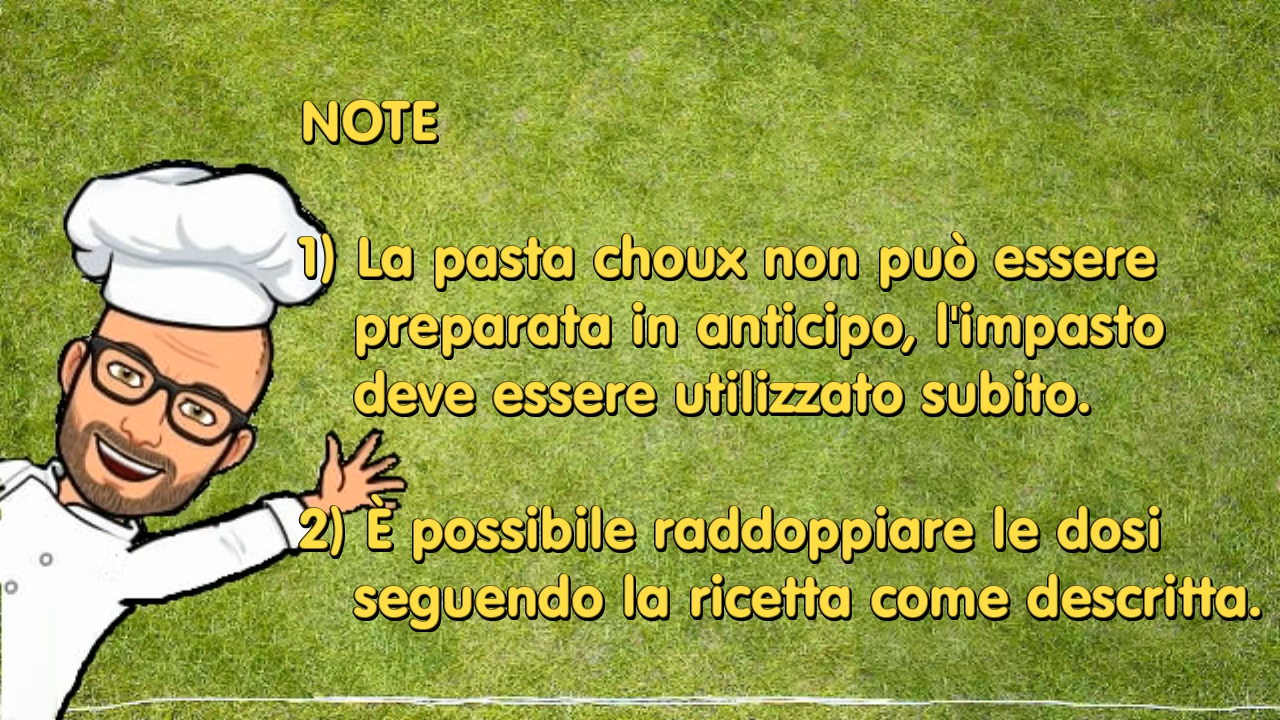 NOTE
1) La pasta choux non può essere
preparata in anticipo, l'impasto
deve essere utilizzato subito.
2) È possibile raddoppiare le dosi
seguendo la ricetta come descritta.